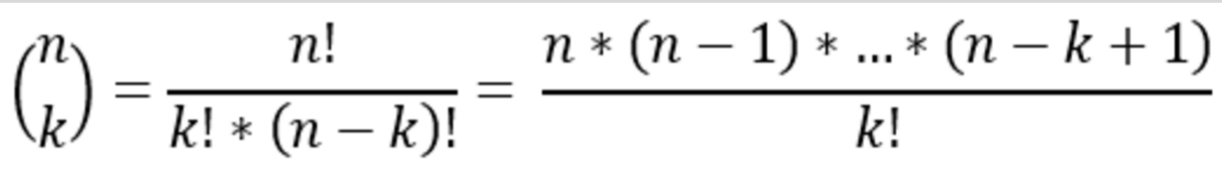 (n k) = n! / k! * (n − k)! = n * (n − 1) * ... * (n − k + 1) / k!